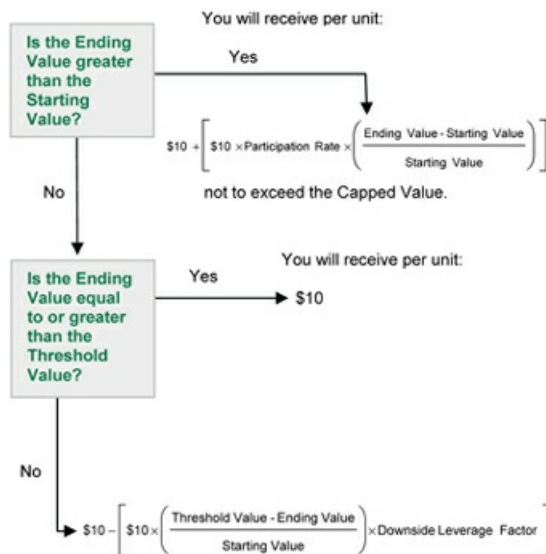 You will receive per unit:
Is the Ending
Value greater
than the
Starting
Value?
Yes
$10 + [ $10 × Participation Rate × ( Ending Value - Starting Value / Starting Value ) ]
not to exceed the Capped Value.
No
You will receive per unit:
Is the Ending
Value equal
to or greater
than the
Threshold
Value?
Yes
$10
No
$10 – [ $10 × ( Threshold Value - Ending Value / Starting Value ) × Downside Leverage Factor ]